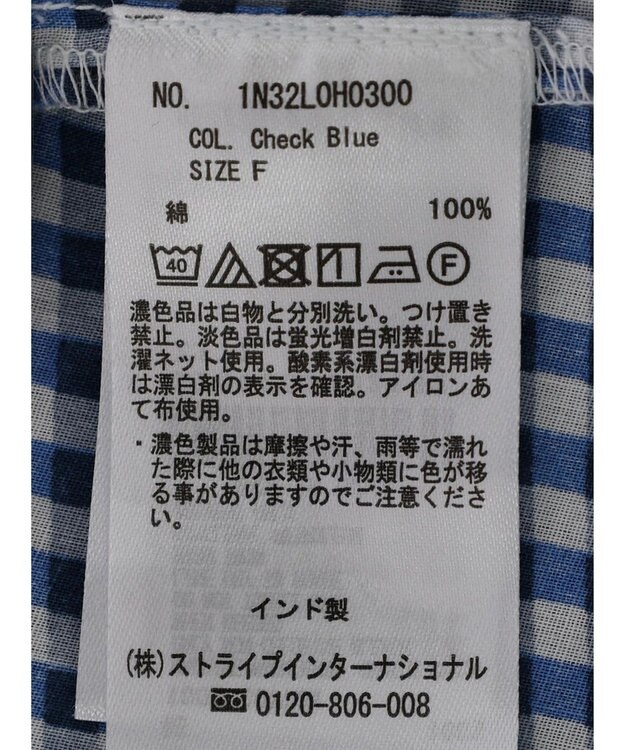 NO. 1N32L0H0300
COL. Check Blue
SIZE F
綿 100%
40 F
濃色品は白物と分別洗い。つけ置き
禁止。淡色品は蛍光増白剤禁止。洗
濯ネット使用。酸素系漂白剤使用時
は漂白剤の表示を確認。アイロンあ
て布使用。
・濃色製品は摩擦や汗、雨等で濡れ
た際に他の衣類や小物類に色が移
る事がありますのでご注意くださ
い。
インド製
(株)ストライプインターナショナル
0120-806-008